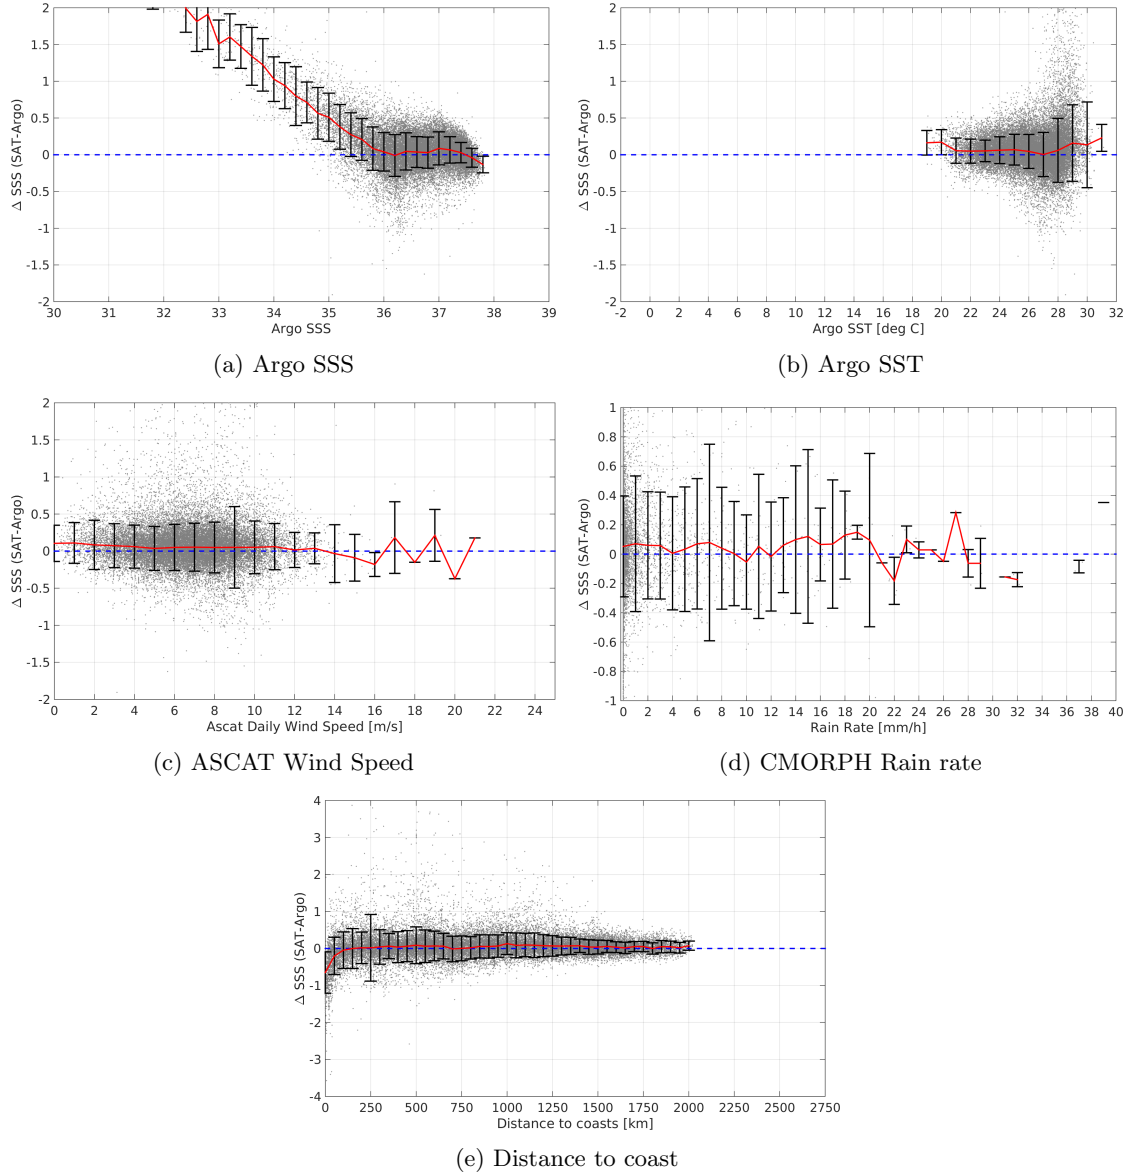 2
1.5
1
0.5
0
-0.5
-1
-1.5
-2
Δ SSS (SAT-Argo)
30 31 32 33 34 35 36 37 38 39
Argo SSS
(a) Argo SSS
2
1.5
1
0.5
0
-0.5
-1
-1.5
-2
Δ SSS (SAT-Argo)
-2 0 2 4 6 8 10 12 14 16 18 20 22 24 26 28 30 32
Argo SST [deg C]
(b) Argo SST
2
1.5
1
0.5
0
-0.5
-1
-1.5
-2
Δ SSS (SAT-Argo)
0 2 4 6 8 10 12 14 16 18 20 22 24
Ascat Daily Wind Speed [m/s]
(c) ASCAT Wind Speed
1
0.8
0.6
0.4
0.2
0
-0.2
-0.4
-0.6
-0.8
-1
Δ SSS (SAT-Argo)
0 2 4 6 8 10 12 14 16 18 20 22 24 26 28 30 32 34 36 38 40
Rain Rate [mm/h]
(d) CMORPH Rain rate
4
3
2
1
0
-1
-2
-3
-4
Δ SSS (SAT-Argo)
0 250 500 750 1000 1250 1500 1750 2000 2250 2500 2750
Distance to coasts [km]
(e) Distance to coast